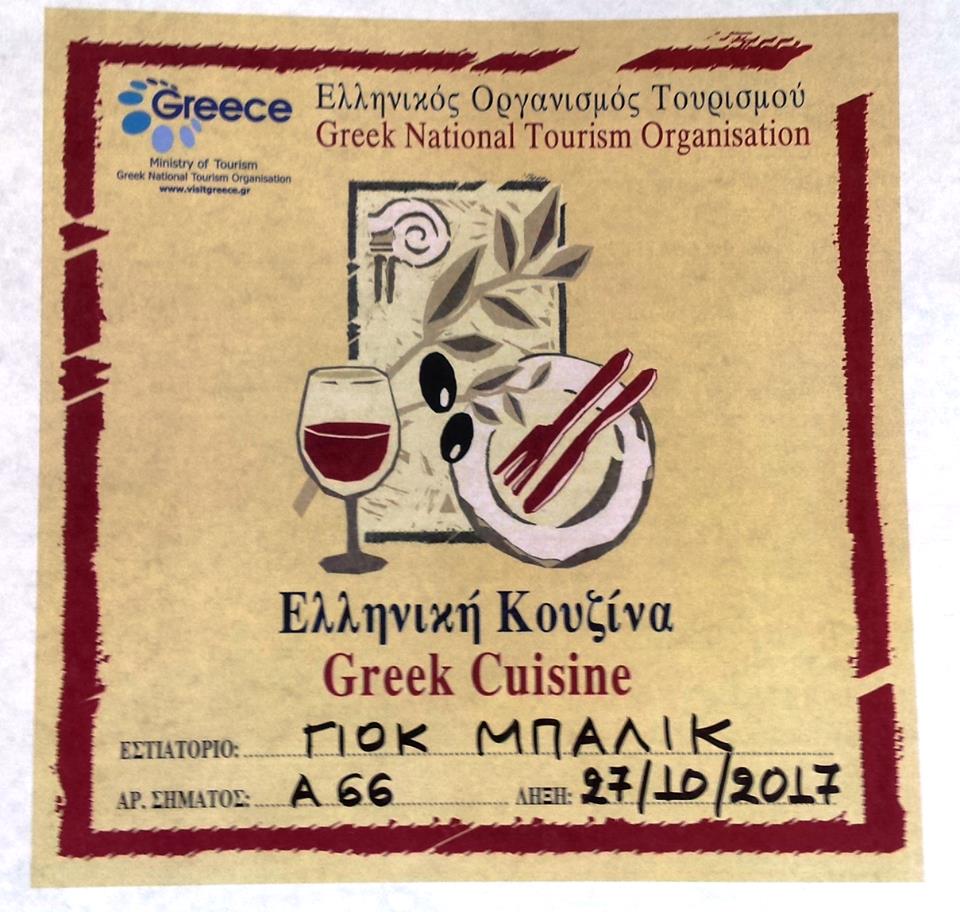 Greece
Ministry of Tourism
Greek National Tourism Organisation
www.visitgreece.gr
Ελληνικός Οργανισμός Τουρισμού
Greek National Tourism Organisation
Ελληνική Κουζίνα
Greek Cuisine
ΕΣΤΙΑΤΟΡΙΟ: ΓΙΟΚ ΜΠΑΛΙΚ
ΑΡ. ΣΗΜΑΤΟΣ: Α 66 ΛΗΞΗ: 27/10/2017